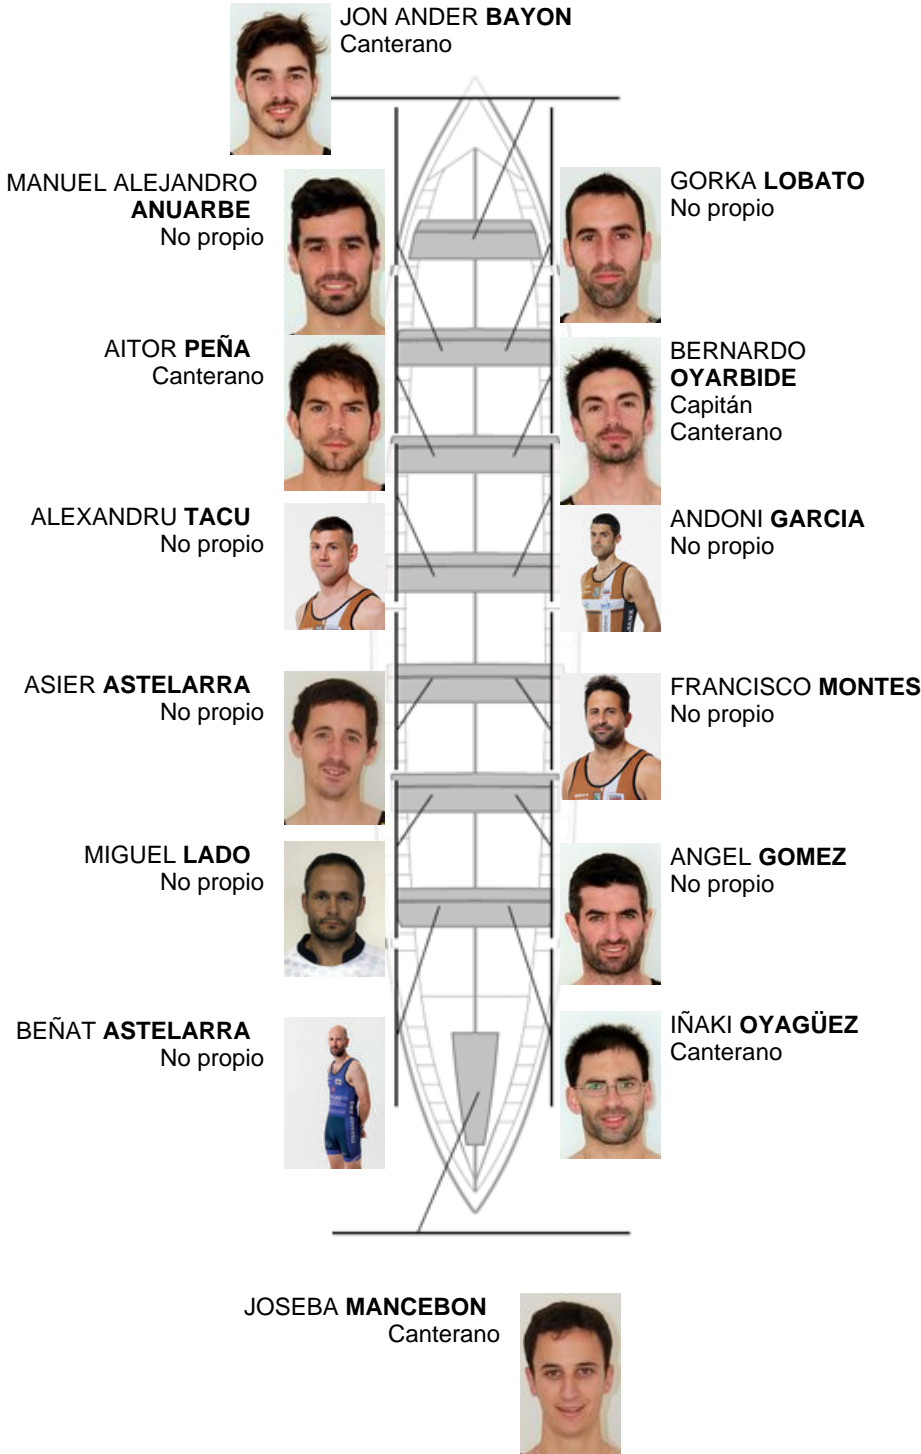 JON ANDER BAYON
Canterano
MANUEL ALEJANDRO
ANUARBE
No propio
GORKA LOBATO
No propio
AITOR PEÑA
Canterano
BERNARDO
OYARBIDE
Capitán
Canterano
ALEXANDRU TACU
No propio
ANDONI GARCIA
No propio
ASIER ASTELARRA
No propio
FRANCISCO MONTES
No propio
MIGUEL LADO
No propio
ANGEL GOMEZ
No propio
BEÑAT ASTELARRA
No propio
IÑAKI OYAGÜEZ
Canterano
JOSEBA MANCEBON
Canterano